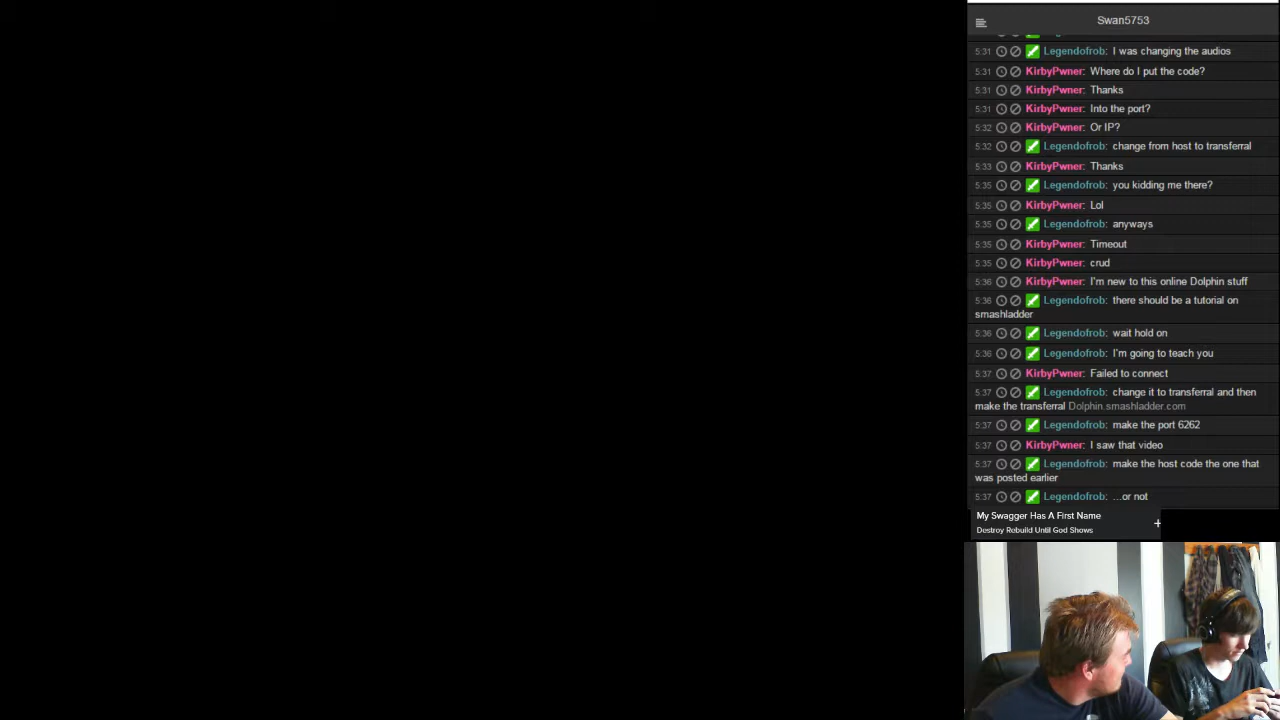 Swan5753
5:31 Legendofrob: I was changing the audios
5:31 KirbyPwner: Where do I put the code?
5:31 KirbyPwner: Thanks
5:31 KirbyPwner: Into the port?
5:32 KirbyPwner: Or IP?
5:32 Legendofrob: change from host to transferral
5:33 KirbyPwner: Thanks
5:35 Legendofrob: you kidding me there?
5:35 KirbyPwner: Lol
5:35 Legendofrob: anyways
5:35 KirbyPwner: Timeout
5:35 KirbyPwner: crud
5:36 KirbyPwner: I'm new to this online Dolphin stuff
5:36 Legendofrob: there should be a tutorial on
smashladder
5:36 Legendofrob: wait hold on
5:36 Legendofrob: I'm going to teach you
5:37 KirbyPwner: Failed to connect
5:37 Legendofrob: change it to transferral and then
make the transferral Dolphin.smashladder.com
5:37 Legendofrob: make the port 6262
5:37 KirbyPwner: I saw that video
5:37 Legendofrob: make the host code the one that
was posted earlier
5:37 Legendofrob: ...or not
My Swagger Has A First Name
Destroy Rebuild Until God Shows